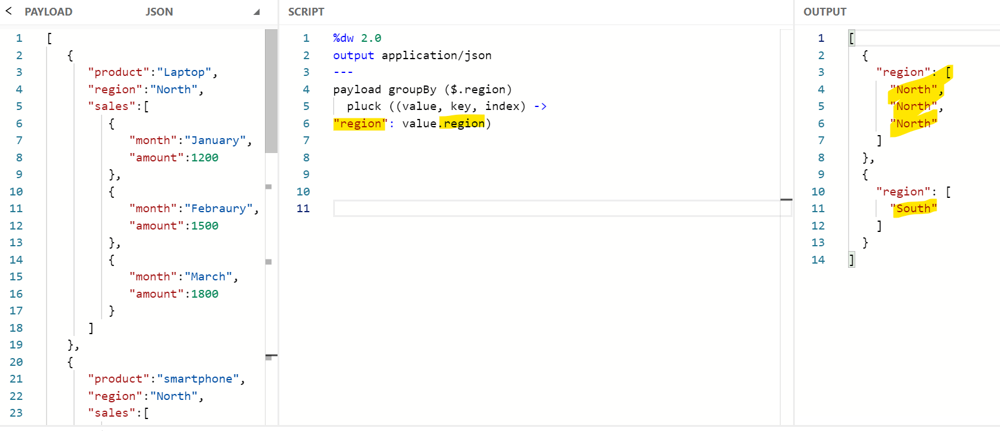 < PAYLOAD JSON
1 [
2 {
3 "product":"Laptop",
4 "region":"North",
5 "sales":[
6 {
7 "month":"January",
8 "amount":1200
9 },
10 {
11 "month":"Febraury",
12 "amount":1500
13 },
14 {
15 "month":"March",
16 "amount":1800
17 }
18 ]
19 },
20 {
21 "product":"smartphone",
22 "region":"North",
23 "sales":[
SCRIPT
1 %dw 2.0
2 output application/json
3 ---
4 payload groupBy ($.region)
5 pluck ((value, key, index) ->
6 "region": value.region)
7
8
9
10
11
OUTPUT
1 [
2 {
3 "region": [
4 "North",
5 "North",
6 "North"
7 ]
8 },
9 {
10 "region": [
11 "South"
12 ]
13 }
14 ]